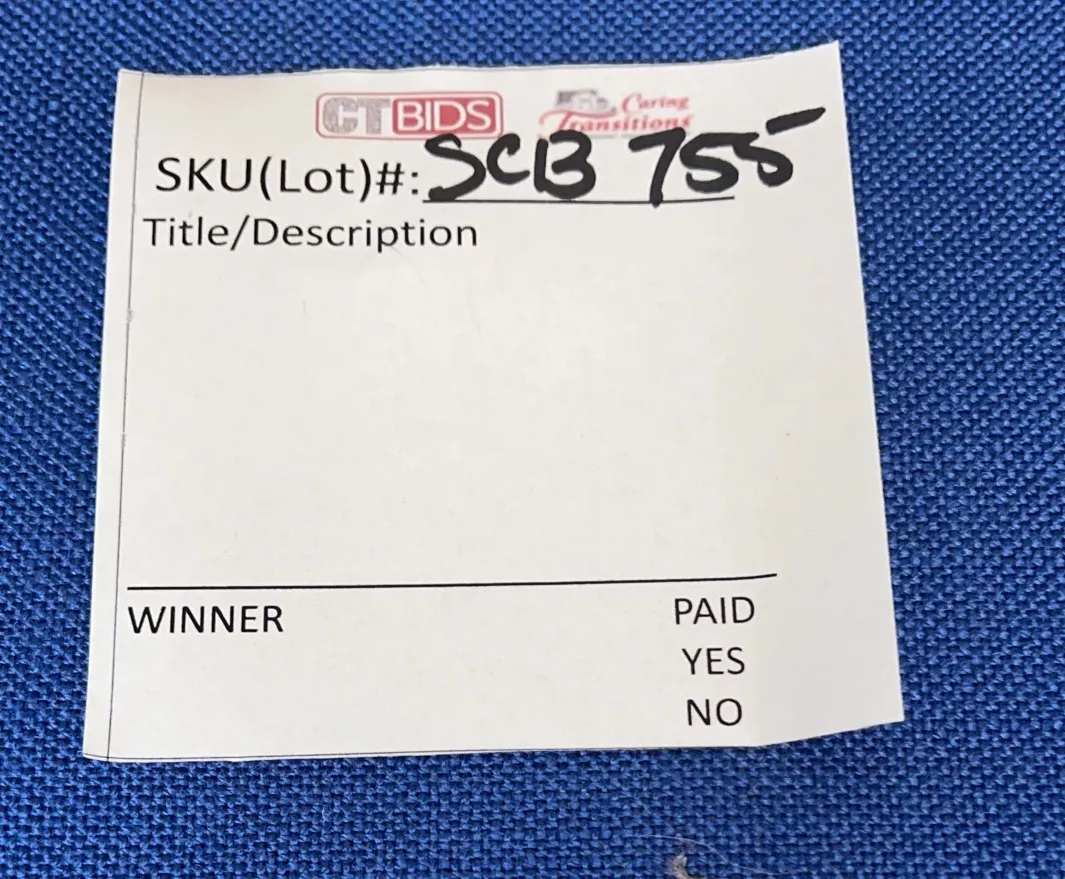 CTBIDS Caring
Transitions
SKU(Lot)#: SCB 755
Title/Description
WINNER PAID
YES
NO